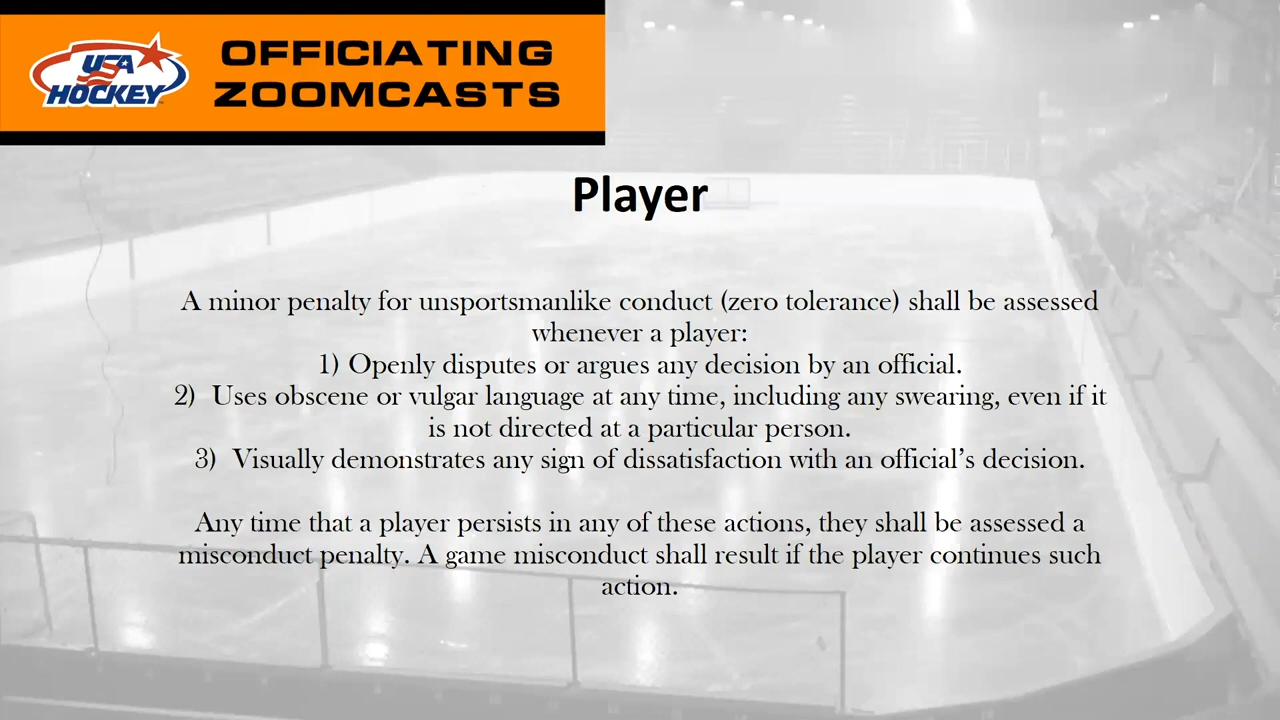 USA
HOCKEY
OFFICIATING
ZOOMCASTS
Player
A minor penalty for unsportsmanlike conduct (zero tolerance) shall be assessed
whenever a player:
1) Openly disputes or argues any decision by an official.
2) Uses obscene or vulgar language at any time, including any swearing, even if it
is not directed at a particular person.
3) Visually demonstrates any sign of dissatisfaction with an official's decision.
Any time that a player persists in any of these actions, they shall be assessed a
misconduct penalty. A game misconduct shall result if the player continues such
action.